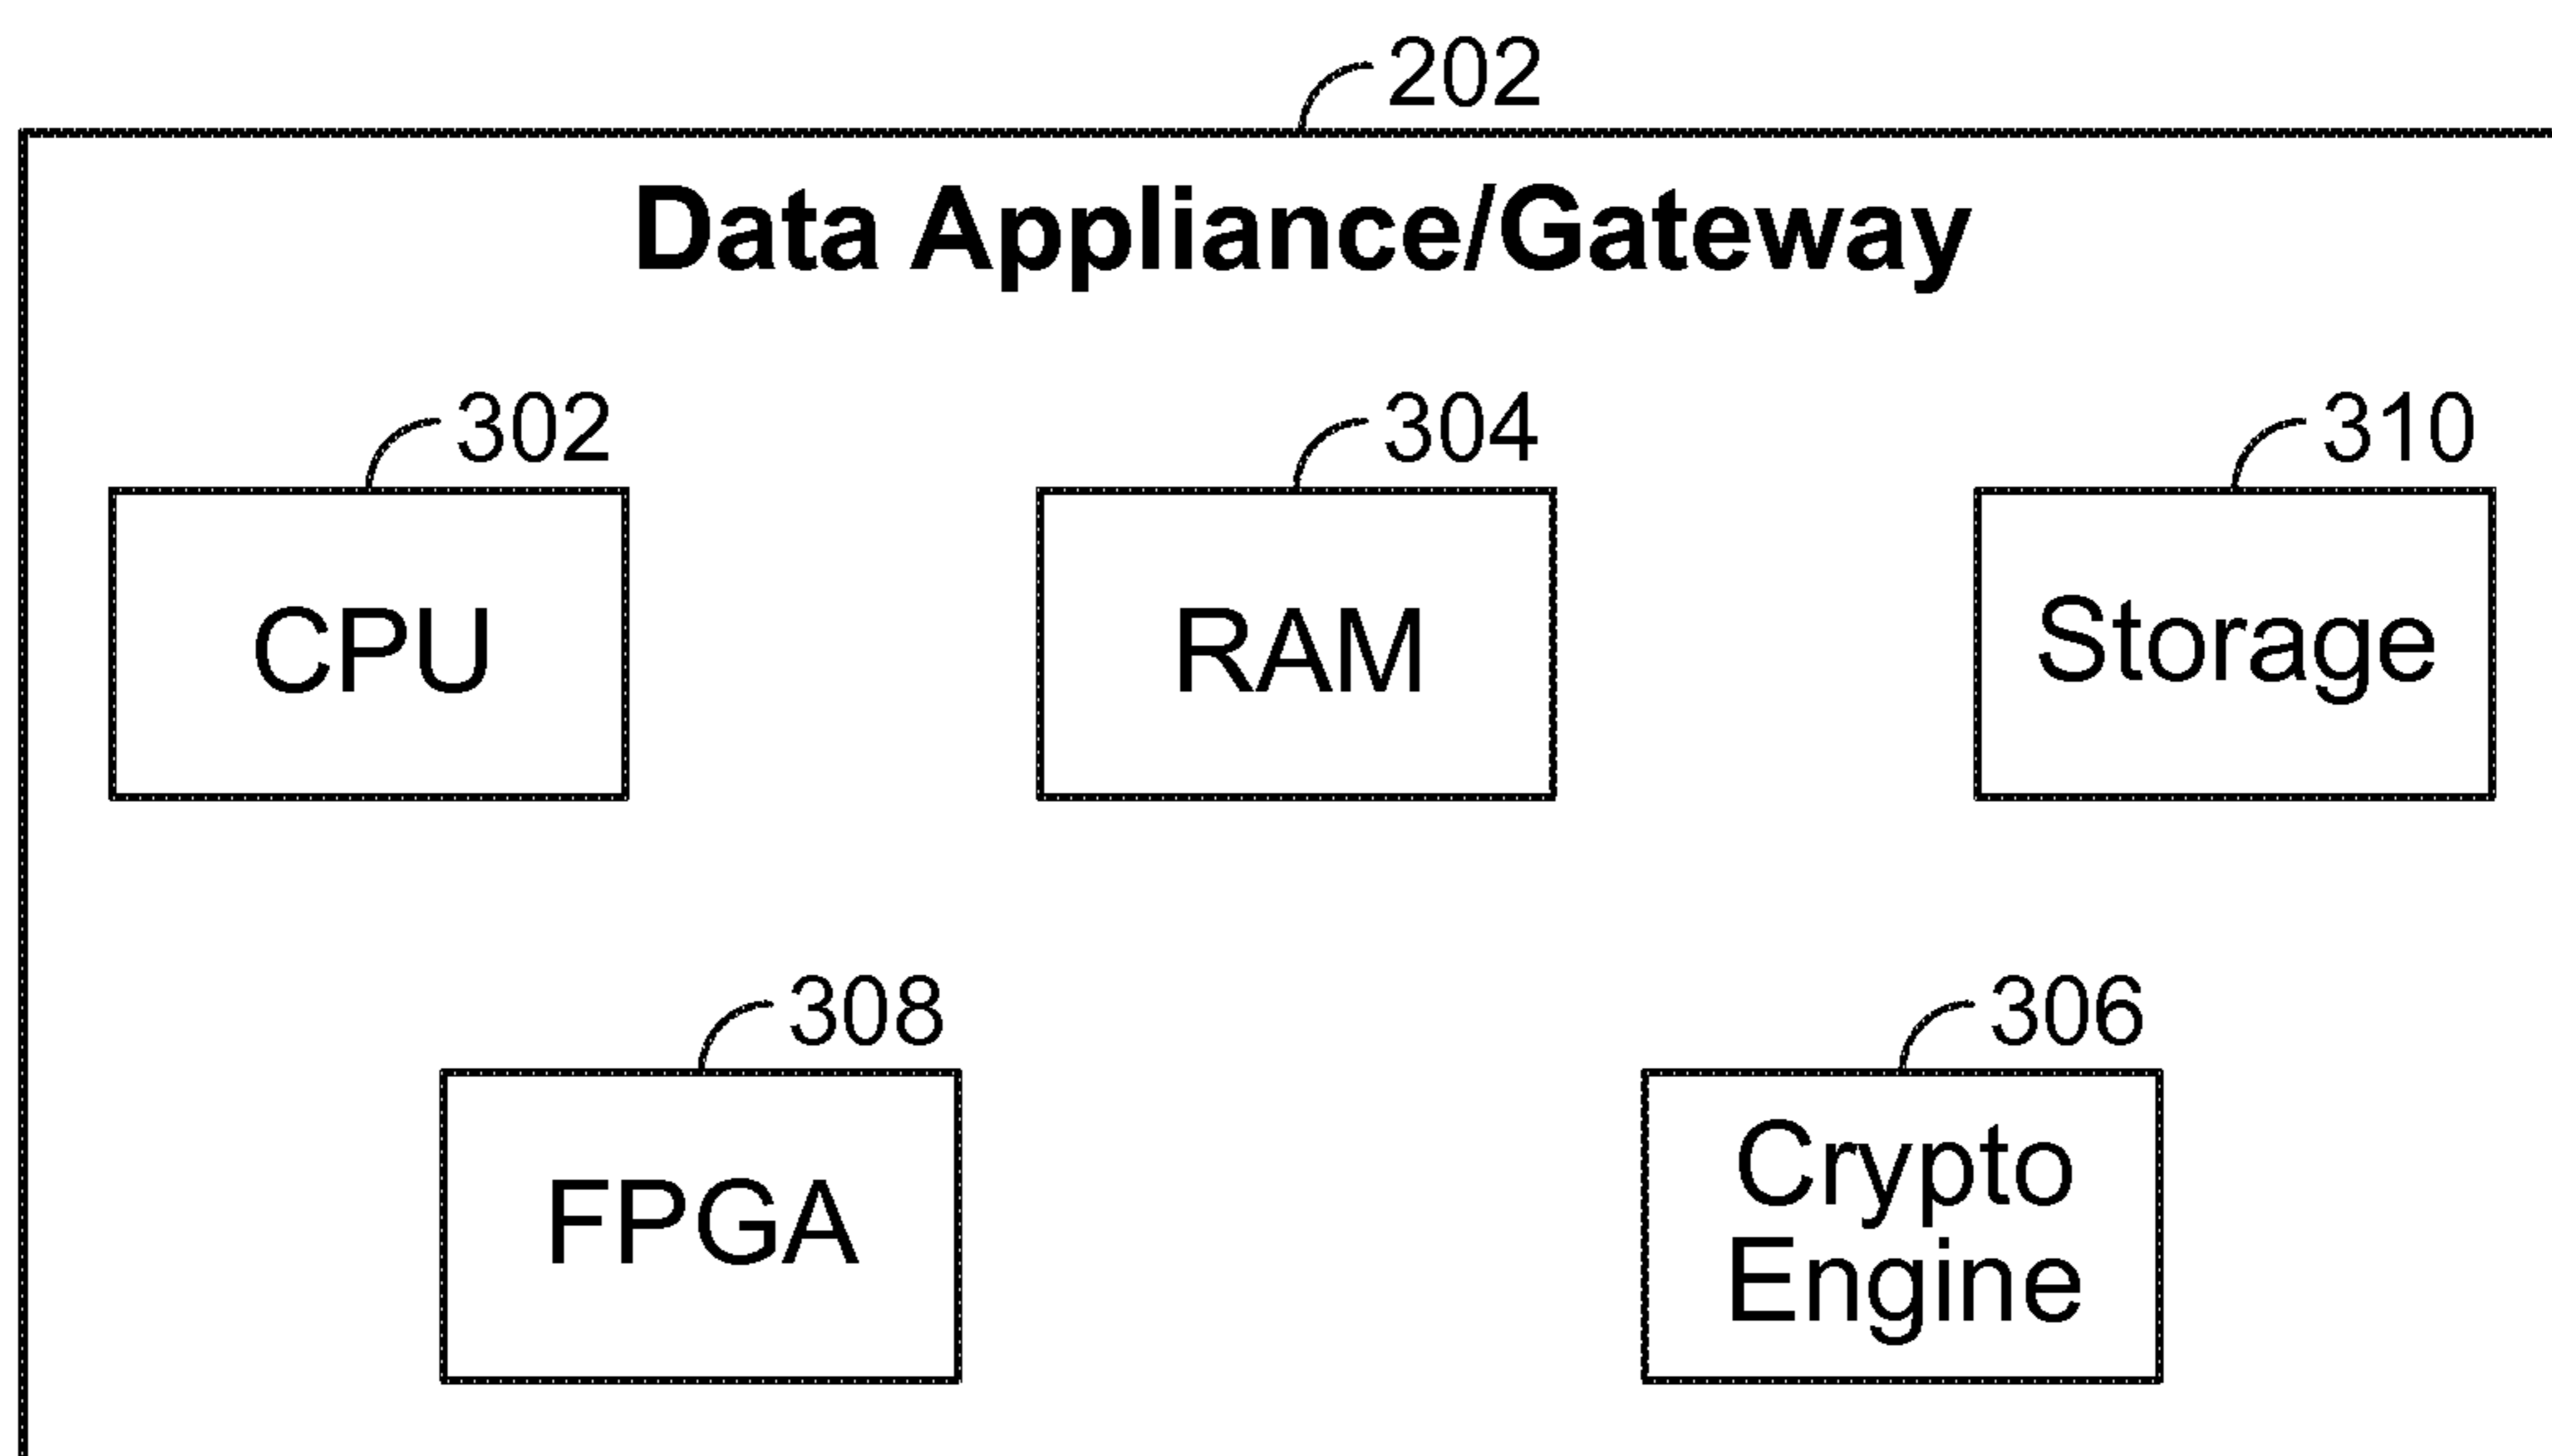 202
Data Appliance/Gateway
302
304
310
CPU
RAM
Storage
308
306
FPGA
Crypto
Engine